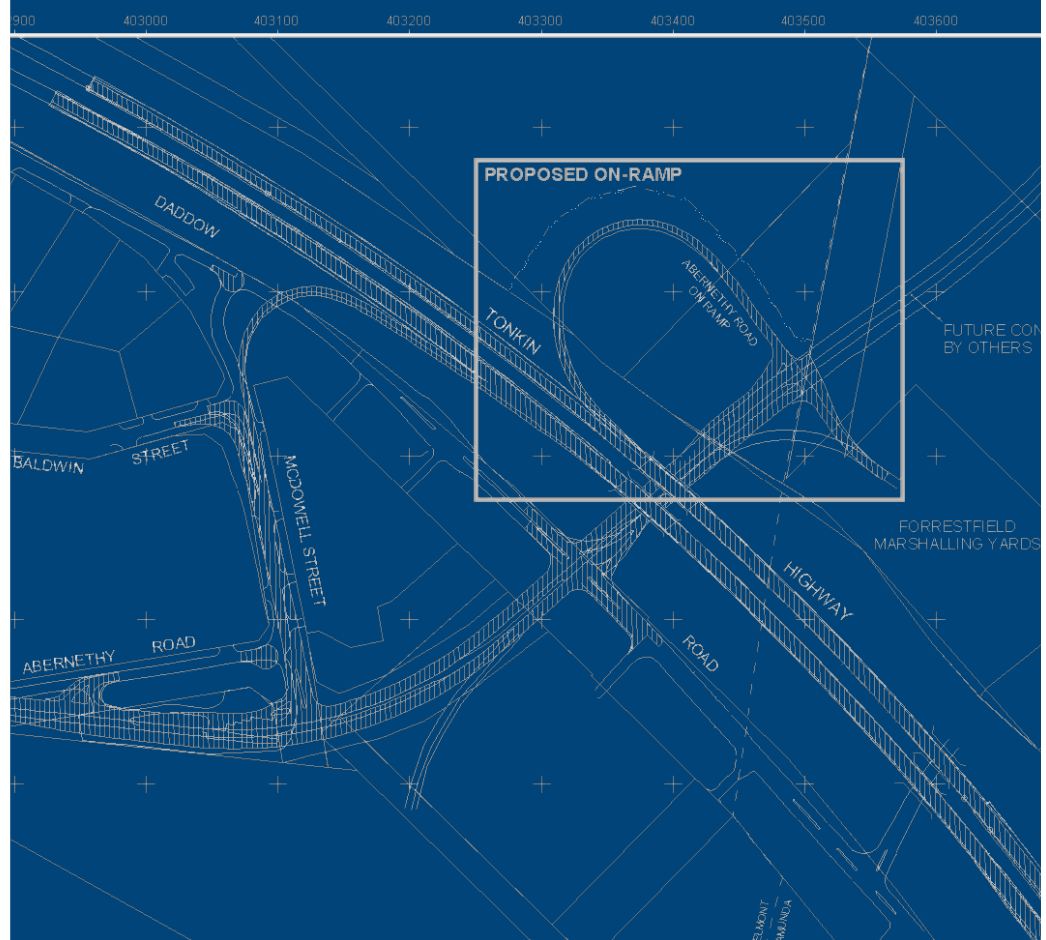 403000
403100
403200
403300
403400
403500
403600
PROPOSED ON-RAMP
DADDOW
ABERNETHY ROAD
ON RAMP
TONKIN
FUTURE CON
BY OTHERS
BALDWIN
STREET
MCDOWELL STREET
FORRESTFIELD
MARSHALLING YARDS
HIGHWAY
ABERNETHY
ROAD
ROAD